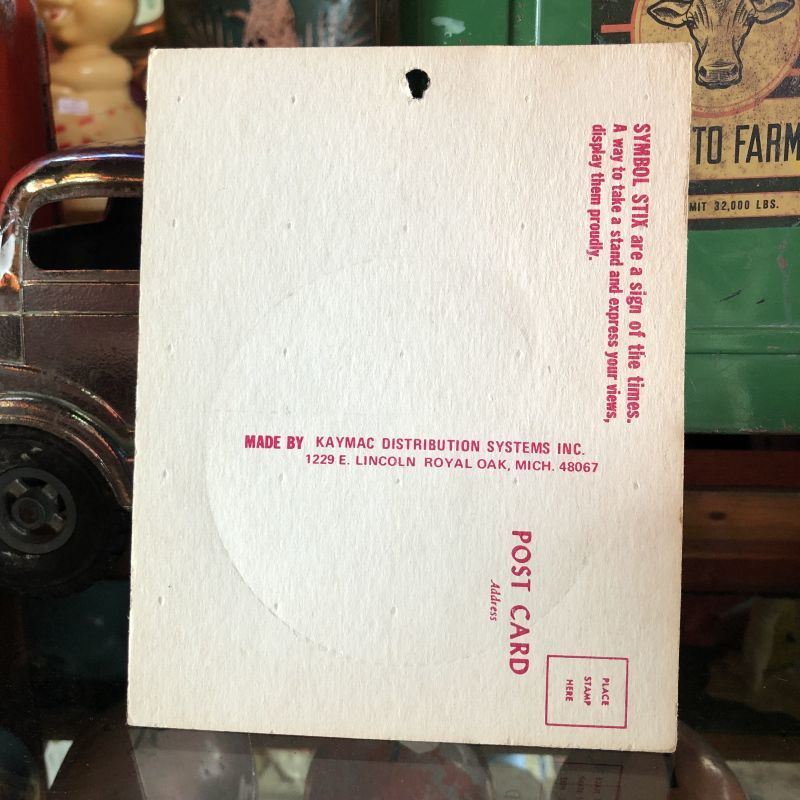 SYMBOL STIX are a sign of the times.
A way to take a stand and express your views,
display them proudly.
MADE BY KAYMAC DISTRIBUTION SYSTEMS INC.
1229 E. LINCOLN ROYAL OAK, MICH. 48067
POST CARD
Address
PLACE
STAMP
HERE
TO FARM
MIT 32,000 LBS.